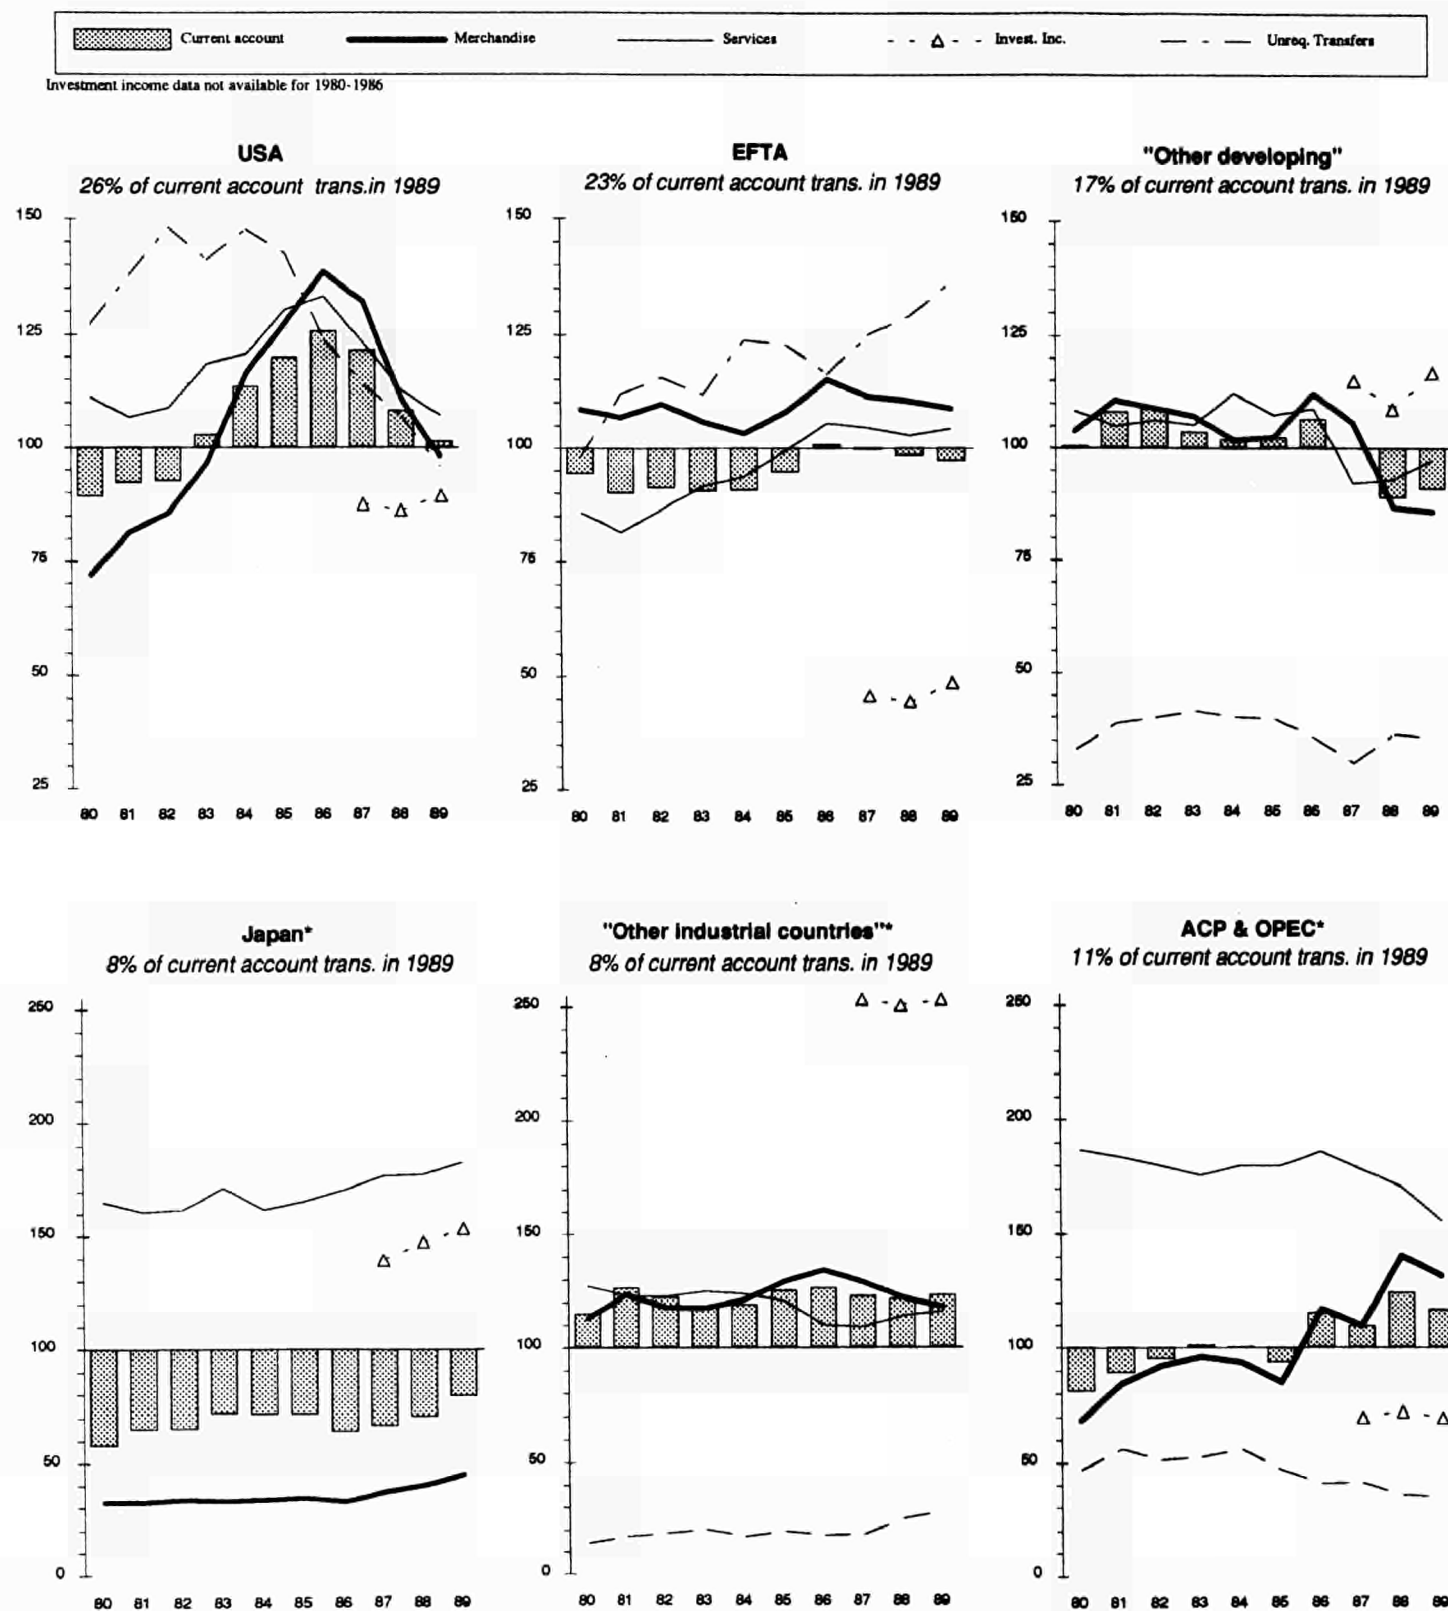 Current account Merchandise Services Invest. Inc. Unreq. Transfers
Investment income data not available for 1980-1986
USA
26% of current account trans.in 1989
150
125
100
75
50
25
80 81 82 83 84 85 86 87 88 89
EFTA
23% of current account trans. in 1989
150
125
100
75
50
25
80 81 82 83 84 85 86 87 88 89
"Other developing"
17% of current account trans. in 1989
150
125
100
75
50
25
80 81 82 83 84 85 86 87 88 89
Japan*
8% of current account trans. in 1989
250
200
150
100
50
0
80 81 82 83 84 85 86 87 88 89
"Other industrial countries"*
8% of current account trans. in 1989
250
200
150
100
50
0
80 81 82 83 84 85 86 87 88 89
ACP & OPEC*
11% of current account trans. in 1989
250
200
150
100
50
0
80 81 82 83 84 85 86 87 88 89